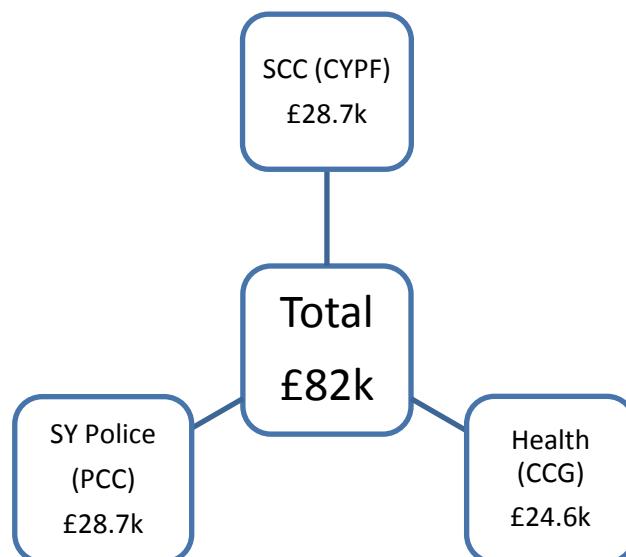 SCC (CYPF)
£28.7k
Total
£82k
SY Police
(PCC)
£28.7k
Health
(CCG)
£24.6k